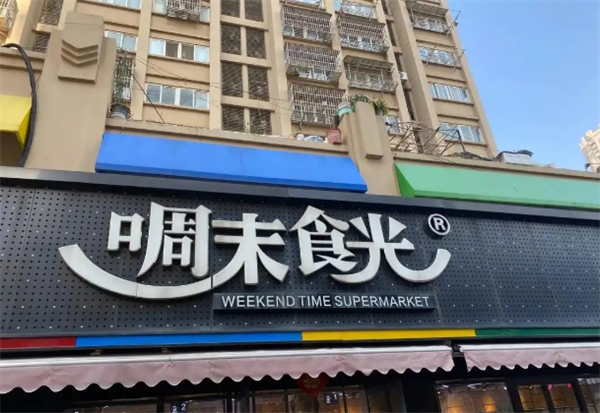 啁末食光®
WEEKEND TIME SUPERMARKET